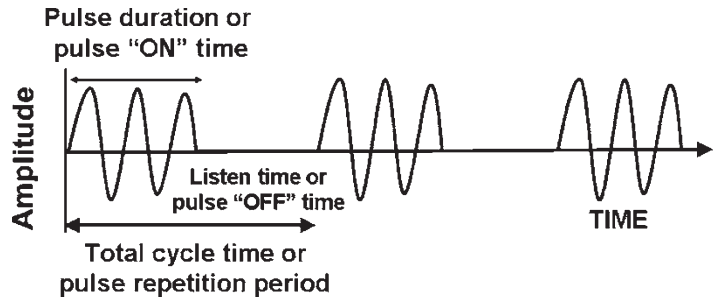 Pulse duration or
pulse “ON” time
Amplitude
Listen time or
pulse “OFF” time
TIME
Total cycle time or
pulse repetition period